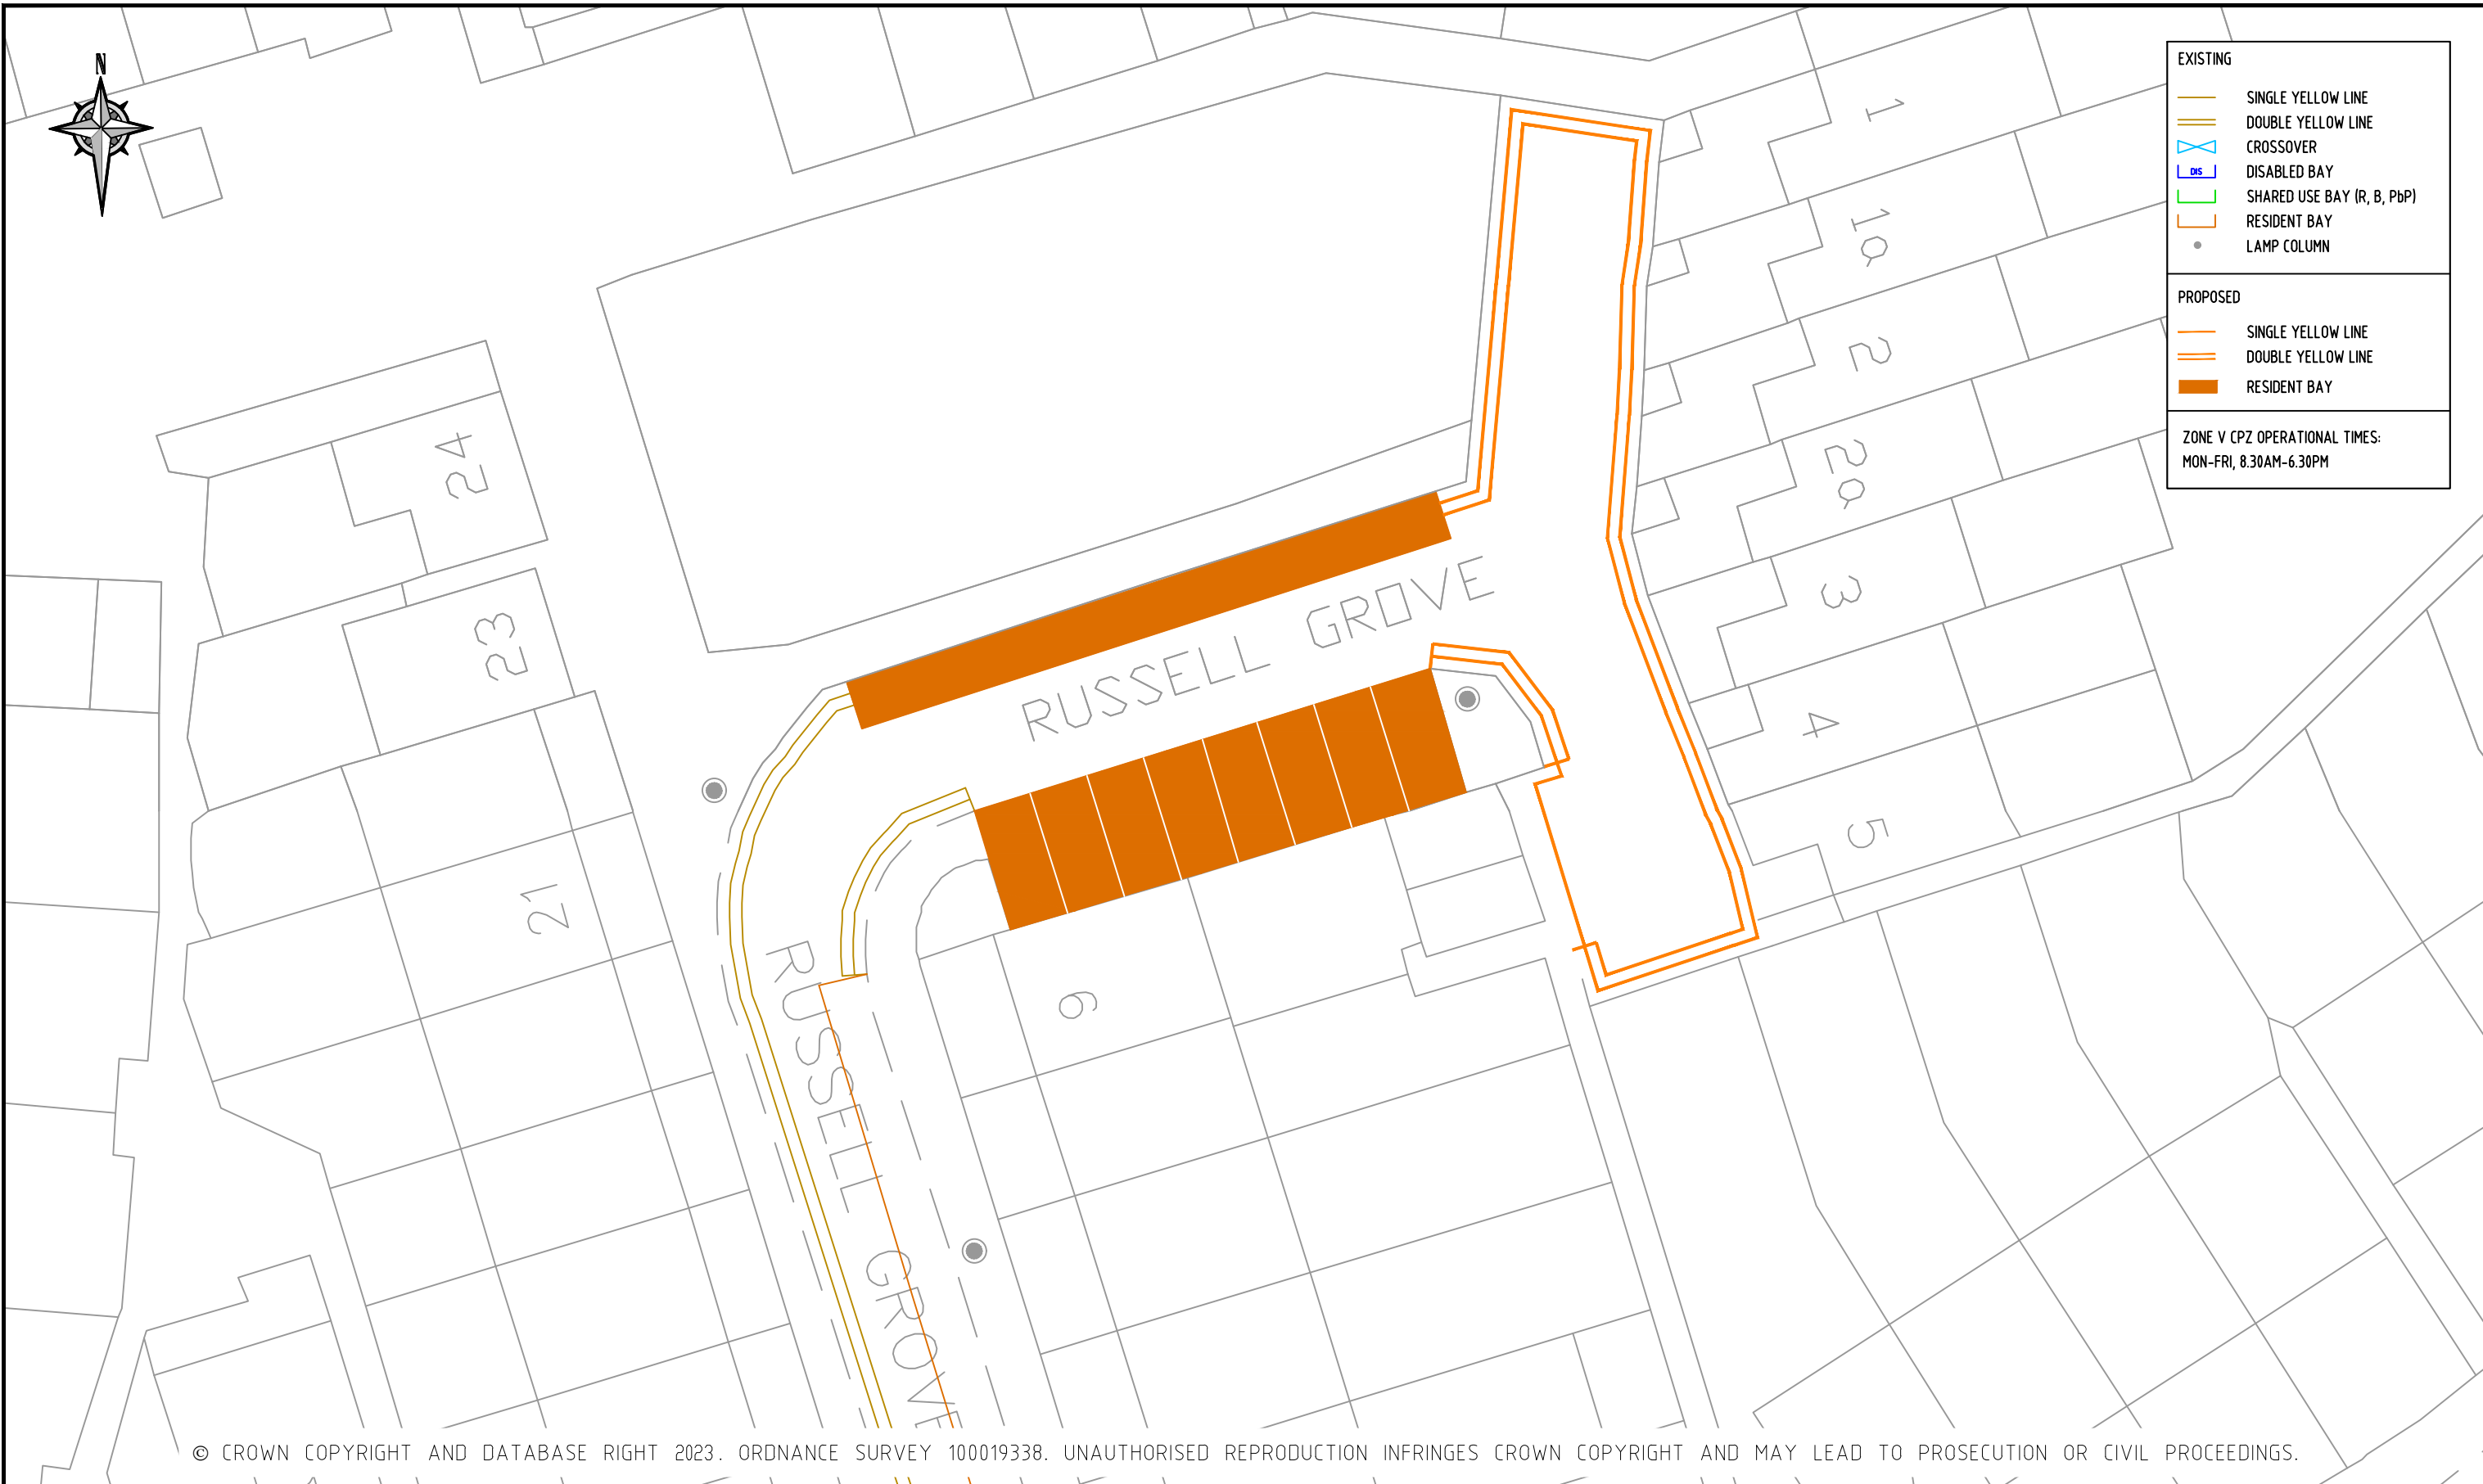 N
EXISTING
SINGLE YELLOW LINE
DOUBLE YELLOW LINE
CROSSOVER
DIS DISABLED BAY
SHARED USE BAY (R, B, PbP)
RESIDENT BAY
LAMP COLUMN
PROPOSED
SINGLE YELLOW LINE
DOUBLE YELLOW LINE
RESIDENT BAY
ZONE V CPZ OPERATIONAL TIMES:
MON-FRI, 8.30AM-6.30PM
1
1a
2
2a
3
4
5
24
23
21
9
RUSSELL GROVE
RUSSELL GROVE
© CROWN COPYRIGHT AND DATABASE RIGHT 2023. ORDNANCE SURVEY 100019338. UNAUTHORISED REPRODUCTION INFRINGES CROWN COPYRIGHT AND MAY LEAD TO PROSECUTION OR CIVIL PROCEEDINGS.